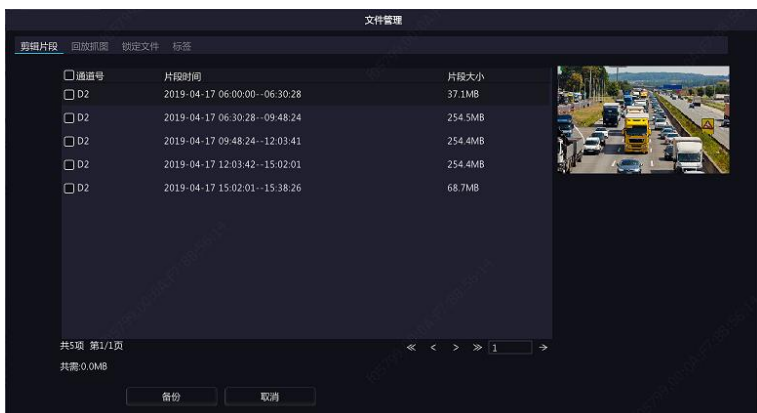 文件管理
剪辑片段 回放抓图 锁定文件 标签
通道号 片段时间 片段大小
D2 2019-04-17 06:00:00--06:30:28 37.1MB
D2 2019-04-17 06:30:28--09:48:24 254.5MB
D2 2019-04-17 09:48:24--12:03:41 254.4MB
D2 2019-04-17 12:03:42--15:02:01 254.4MB
D2 2019-04-17 15:02:01--15:38:26 68.7MB
共5项 第1/1页 1
共需:0.0MB
备份 取消